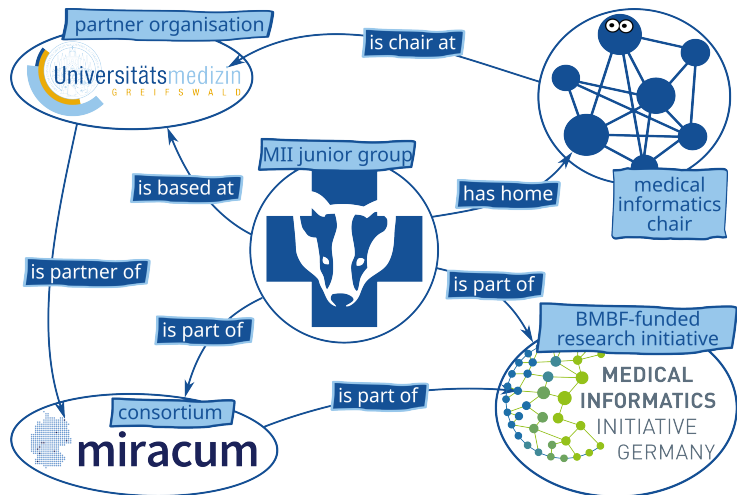 partner organisation
Universitätsmedizin
GREIFSWALD
is chair at
MII junior group
is based at
has home
medical
informatics
chair
is partner of
is part of
is part of
BMBF-funded
research initiative
MEDICAL
INFORMATICS
INITIATIVE
GERMANY
is part of
consortium
miracum